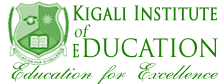 KIGALI INSTITUTE
of
EDUCATION
Education for Excellence